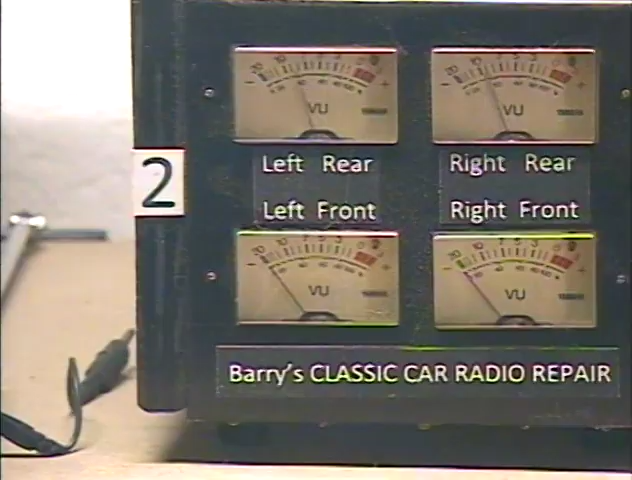 VU VU
Left Rear Right Rear
2
Left Front Right Front
VU VU
Barry's CLASSIC CAR RADIO REPAIR